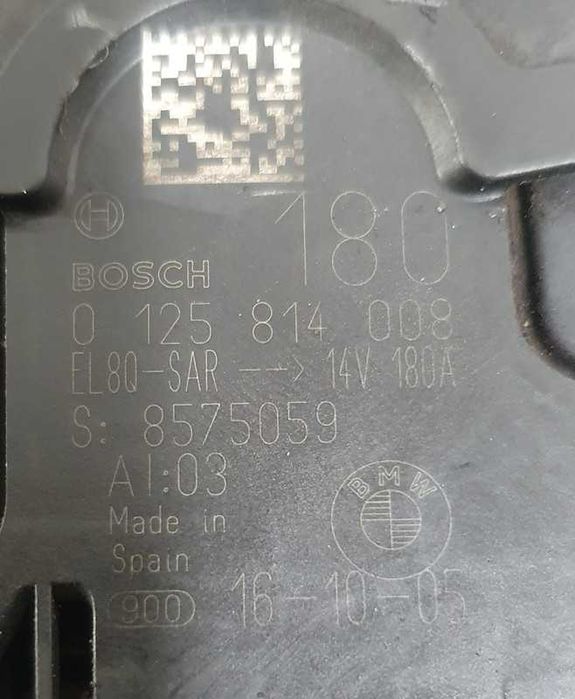 180
BOSCH
0 125 814 008
EL8Q-SAR --> 14V 180A
S: 8575059
AI:03
BMW
Made in
Spain
900 16-10-05